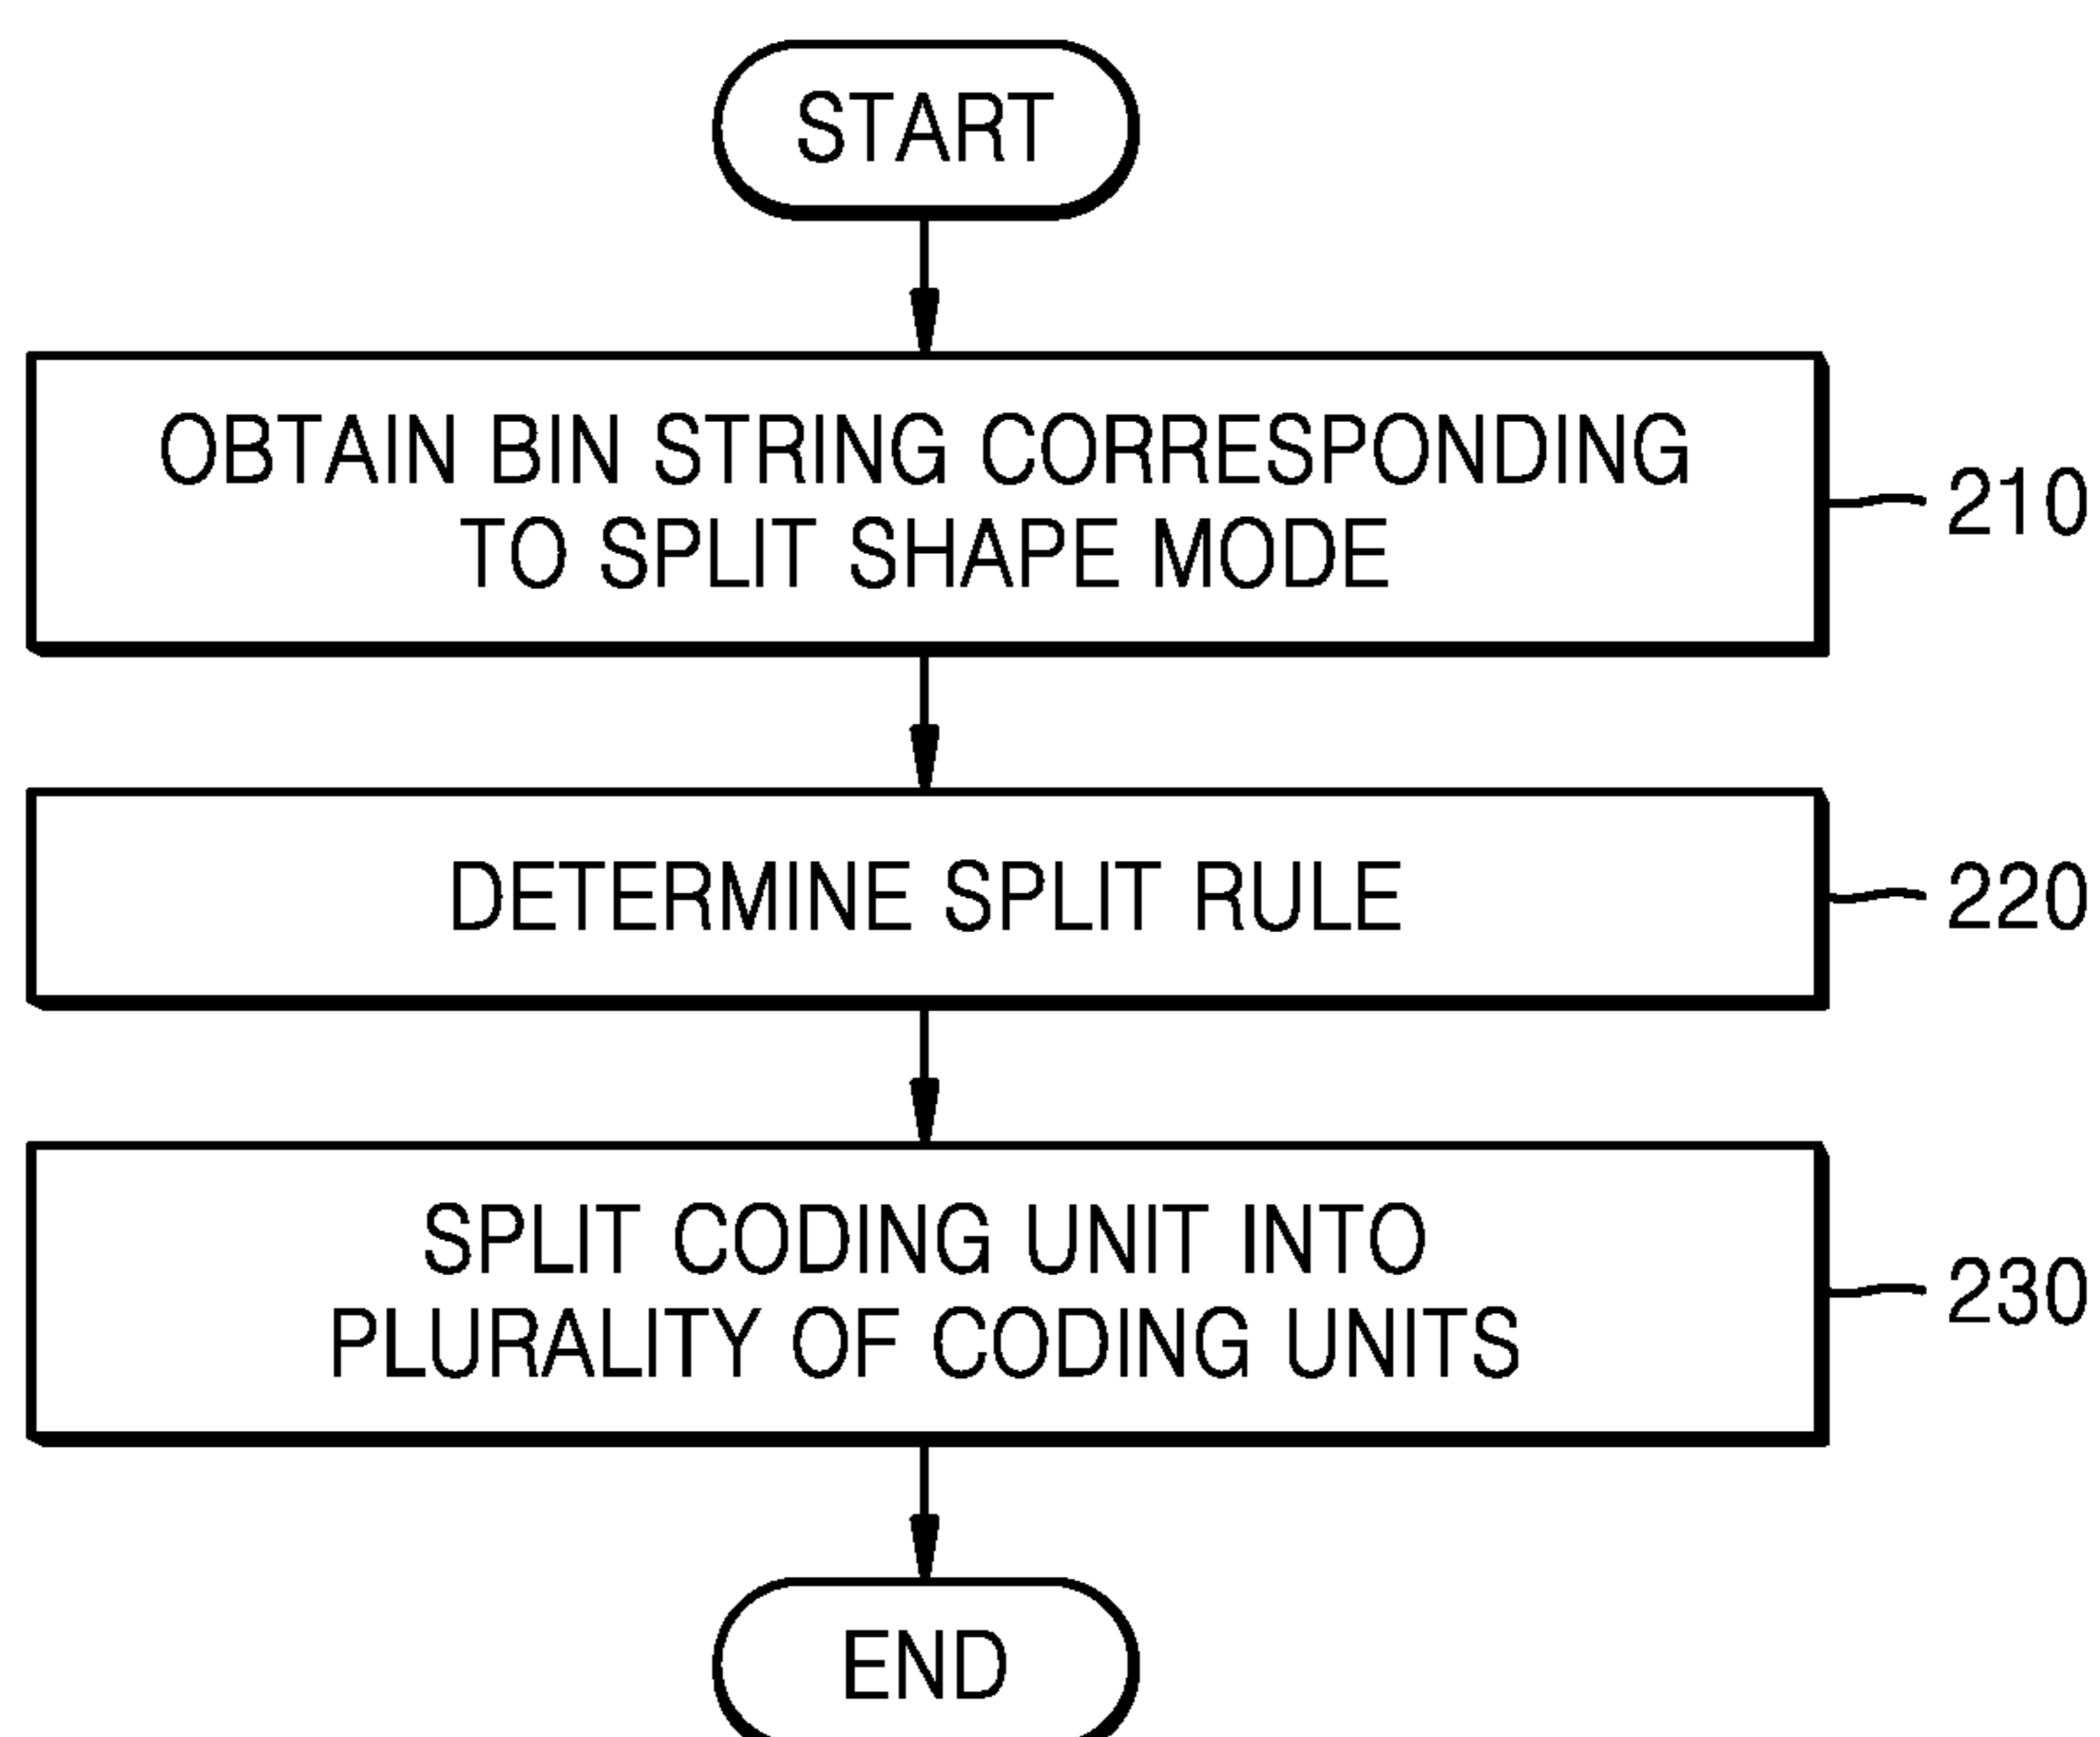 START
OBTAIN BIN STRING CORRESPONDING
TO SPLIT SHAPE MODE
210
DETERMINE SPLIT RULE
220
SPLIT CODING UNIT INTO
PLURALITY OF CODING UNITS
230
END